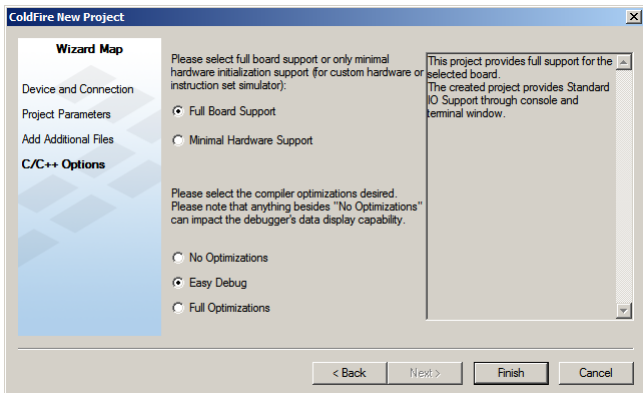 ColdFire New Project
Wizard Map
Device and Connection
Project Parameters
Add Additional Files
C/C++ Options
Please select full board support or only minimal
hardware initialization support (for custom hardware or
instruction set simulator):
Full Board Support
Minimal Hardware Support
Please select the compiler optimizations desired.
Please note that anything besides "No Optimizations"
can impact the debugger's data display capability.
No Optimizations
Easy Debug
Full Optimizations
This project provides full support for the
selected board.
The created project provides Standard
IO Support through console and
terminal window.
< Back
Next >
Finish
Cancel